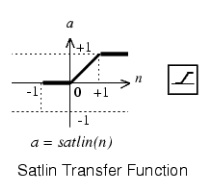 a
+1
n
-1
0
+1
-1
a = satlin(n)
Satlin Transfer Function